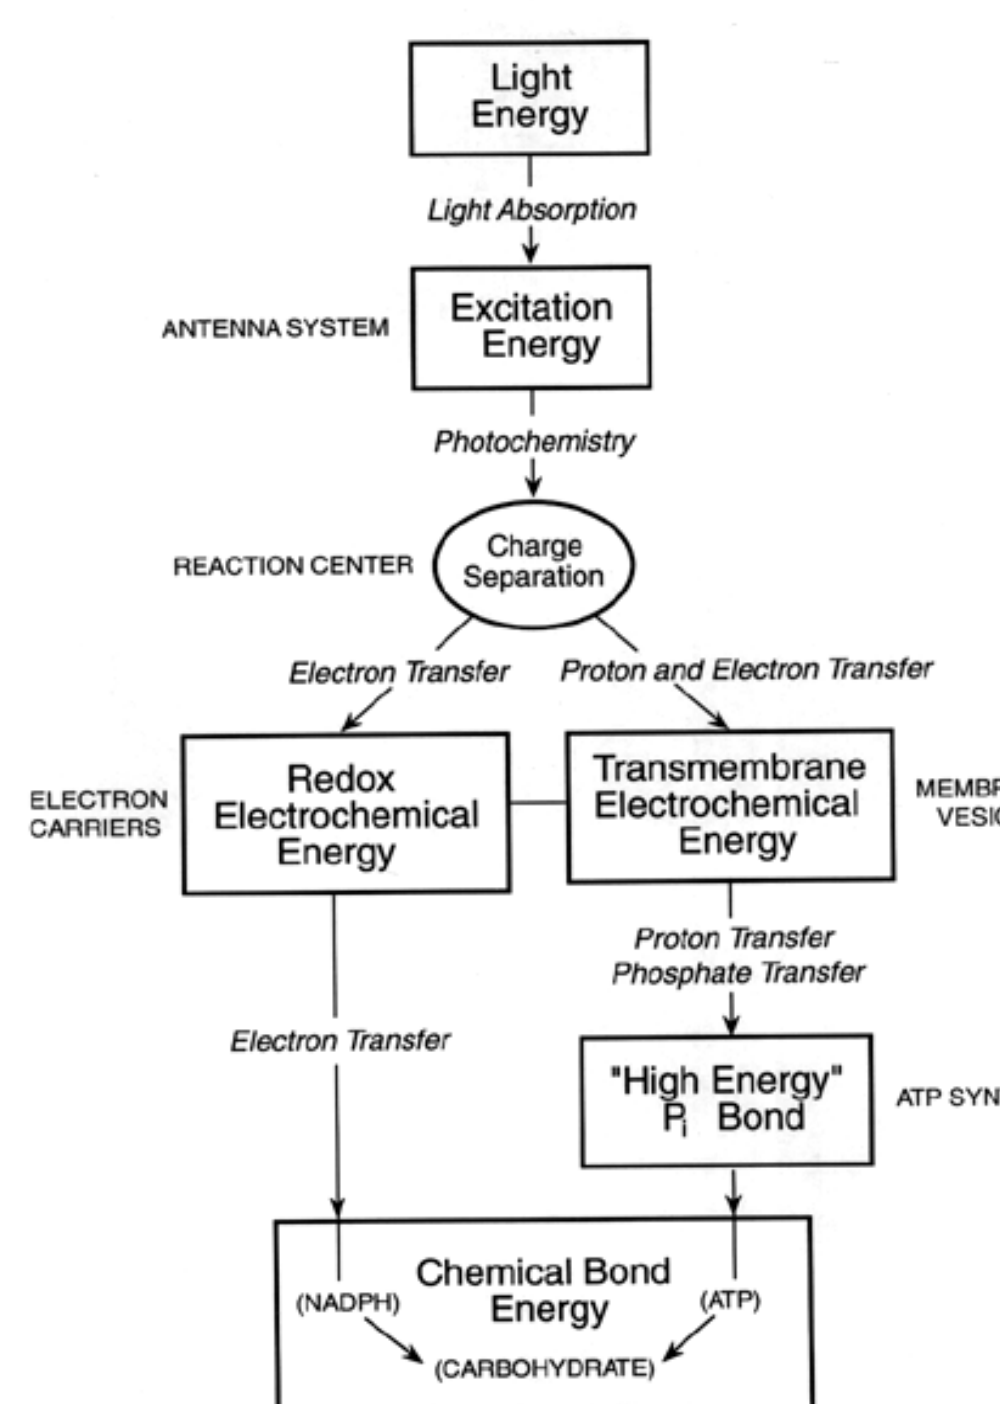 Light
Energy
Light Absorption
ANTENNA SYSTEM
Excitation
Energy
Photochemistry
REACTION CENTER
Charge
Separation
Electron Transfer
Proton and Electron Transfer
ELECTRON
CARRIERS
Redox
Electrochemical
Energy
Transmembrane
Electrochemical
Energy
Proton Transfer
Phosphate Transfer
Electron Transfer
"High Energy"
Pi Bond
ATP
Chemical Bond
Energy
(NADPH)
(ATP)
(CARBOHYDRATE)